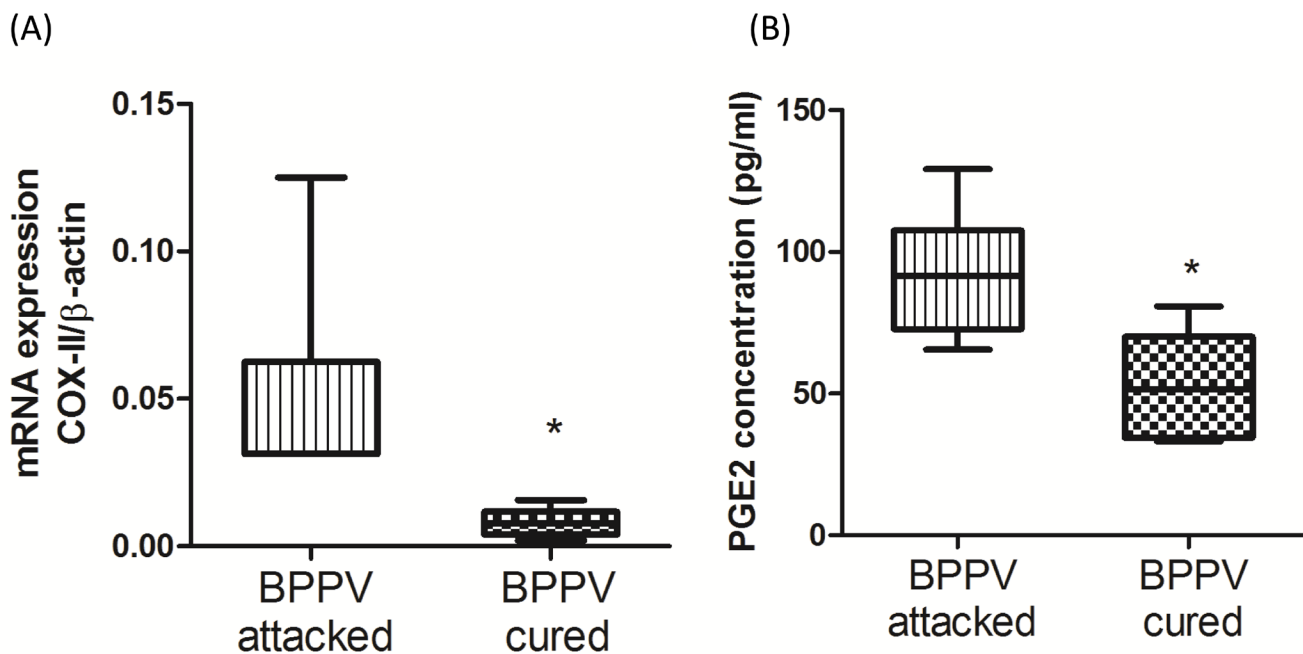 (A)
mRNA expression
COX-II/β-actin
0.15
0.10
0.05
0.00
*
BPPV
attacked
BPPV
cured
(B)
PGE2 concentration (pg/ml)
150
100
50
0
*
BPPV
attacked
BPPV
cured